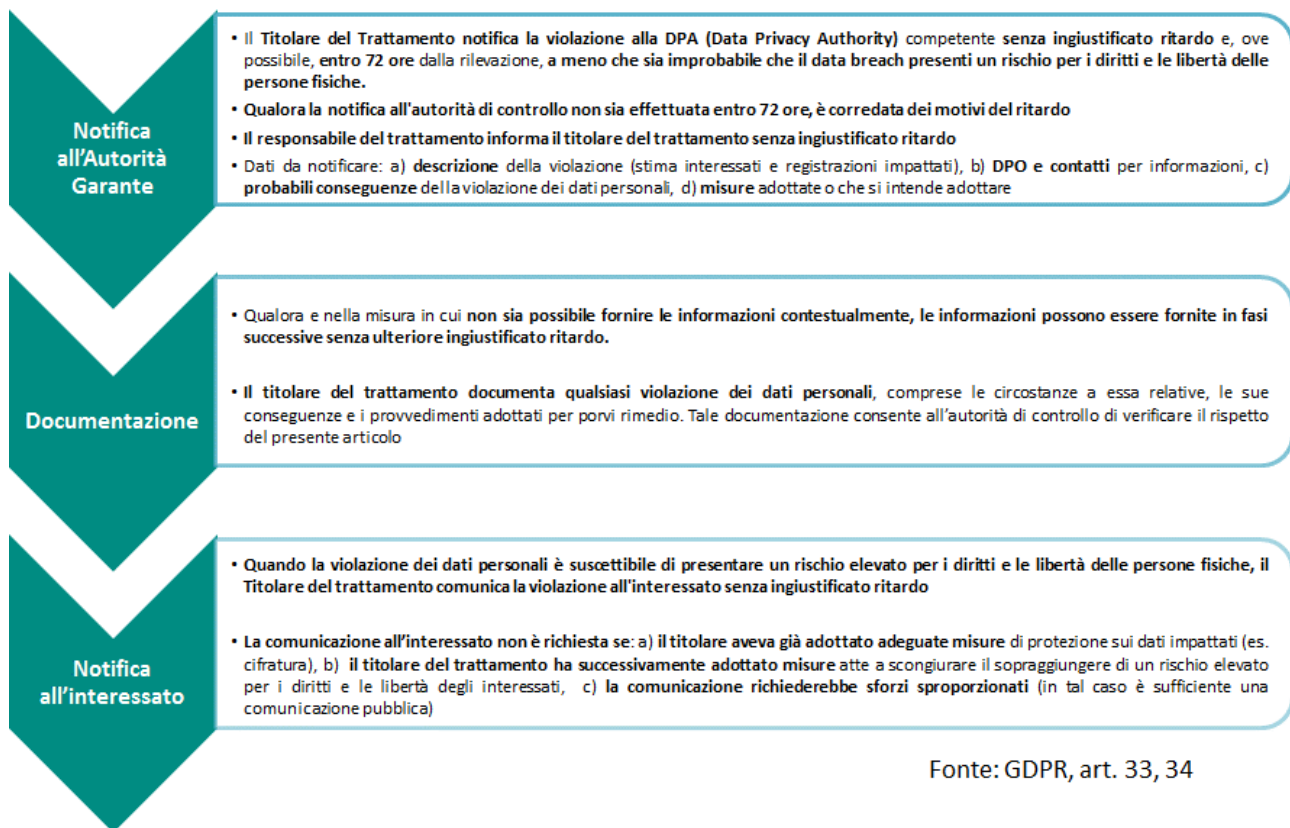 Notifica
all'Autorità
Garante
• Il Titolare del Trattamento notifica la violazione alla DPA (Data Privacy Authority) competente senza ingiustificato ritardo e, ove
possibile, entro 72 ore dalla rilevazione, a meno che sia improbabile che il data breach presenti un rischio per i diritti e le libertà delle
persone fisiche.
• Qualora la notifica all'autorità di controllo non sia effettuata entro 72 ore, è corredata dei motivi del ritardo
• Il responsabile del trattamento informa il titolare del trattamento senza ingiustificato ritardo
• Dati da notificare: a) descrizione della violazione (stima interessati e registrazioni impattati), b) DPO e contatti per informazioni, c)
probabili conseguenze della violazione dei dati personali, d) misure adottate o che si intende adottare
Documentazione
• Qualora e nella misura in cui non sia possibile fornire le informazioni contestualmente, le informazioni possono essere fornite in fasi
successive senza ulteriore ingiustificato ritardo.
• Il titolare del trattamento documenta qualsiasi violazione dei dati personali, comprese le circostanze a essa relative, le sue
conseguenze e i provvedimenti adottati per porvi rimedio. Tale documentazione consente all'autorità di controllo di verificare il rispetto
del presente articolo
Notifica
all'interessato
• Quando la violazione dei dati personali è suscettibile di presentare un rischio elevato per i diritti e le libertà delle persone fisiche, il
Titolare del trattamento comunica la violazione all'interessato senza ingiustificato ritardo
• La comunicazione all'interessato non è richiesta se: a) il titolare aveva già adottato adeguate misure di protezione sui dati impattati (es.
cifratura), b) il titolare del trattamento ha successivamente adottato misure atte a scongiurare il sopraggiungere di un rischio elevato
per i diritti e le libertà degli interessati, c) la comunicazione richiederebbe sforzi sproporzionati (in tal caso è sufficiente una
comunicazione pubblica)
Fonte: GDPR, art. 33, 34